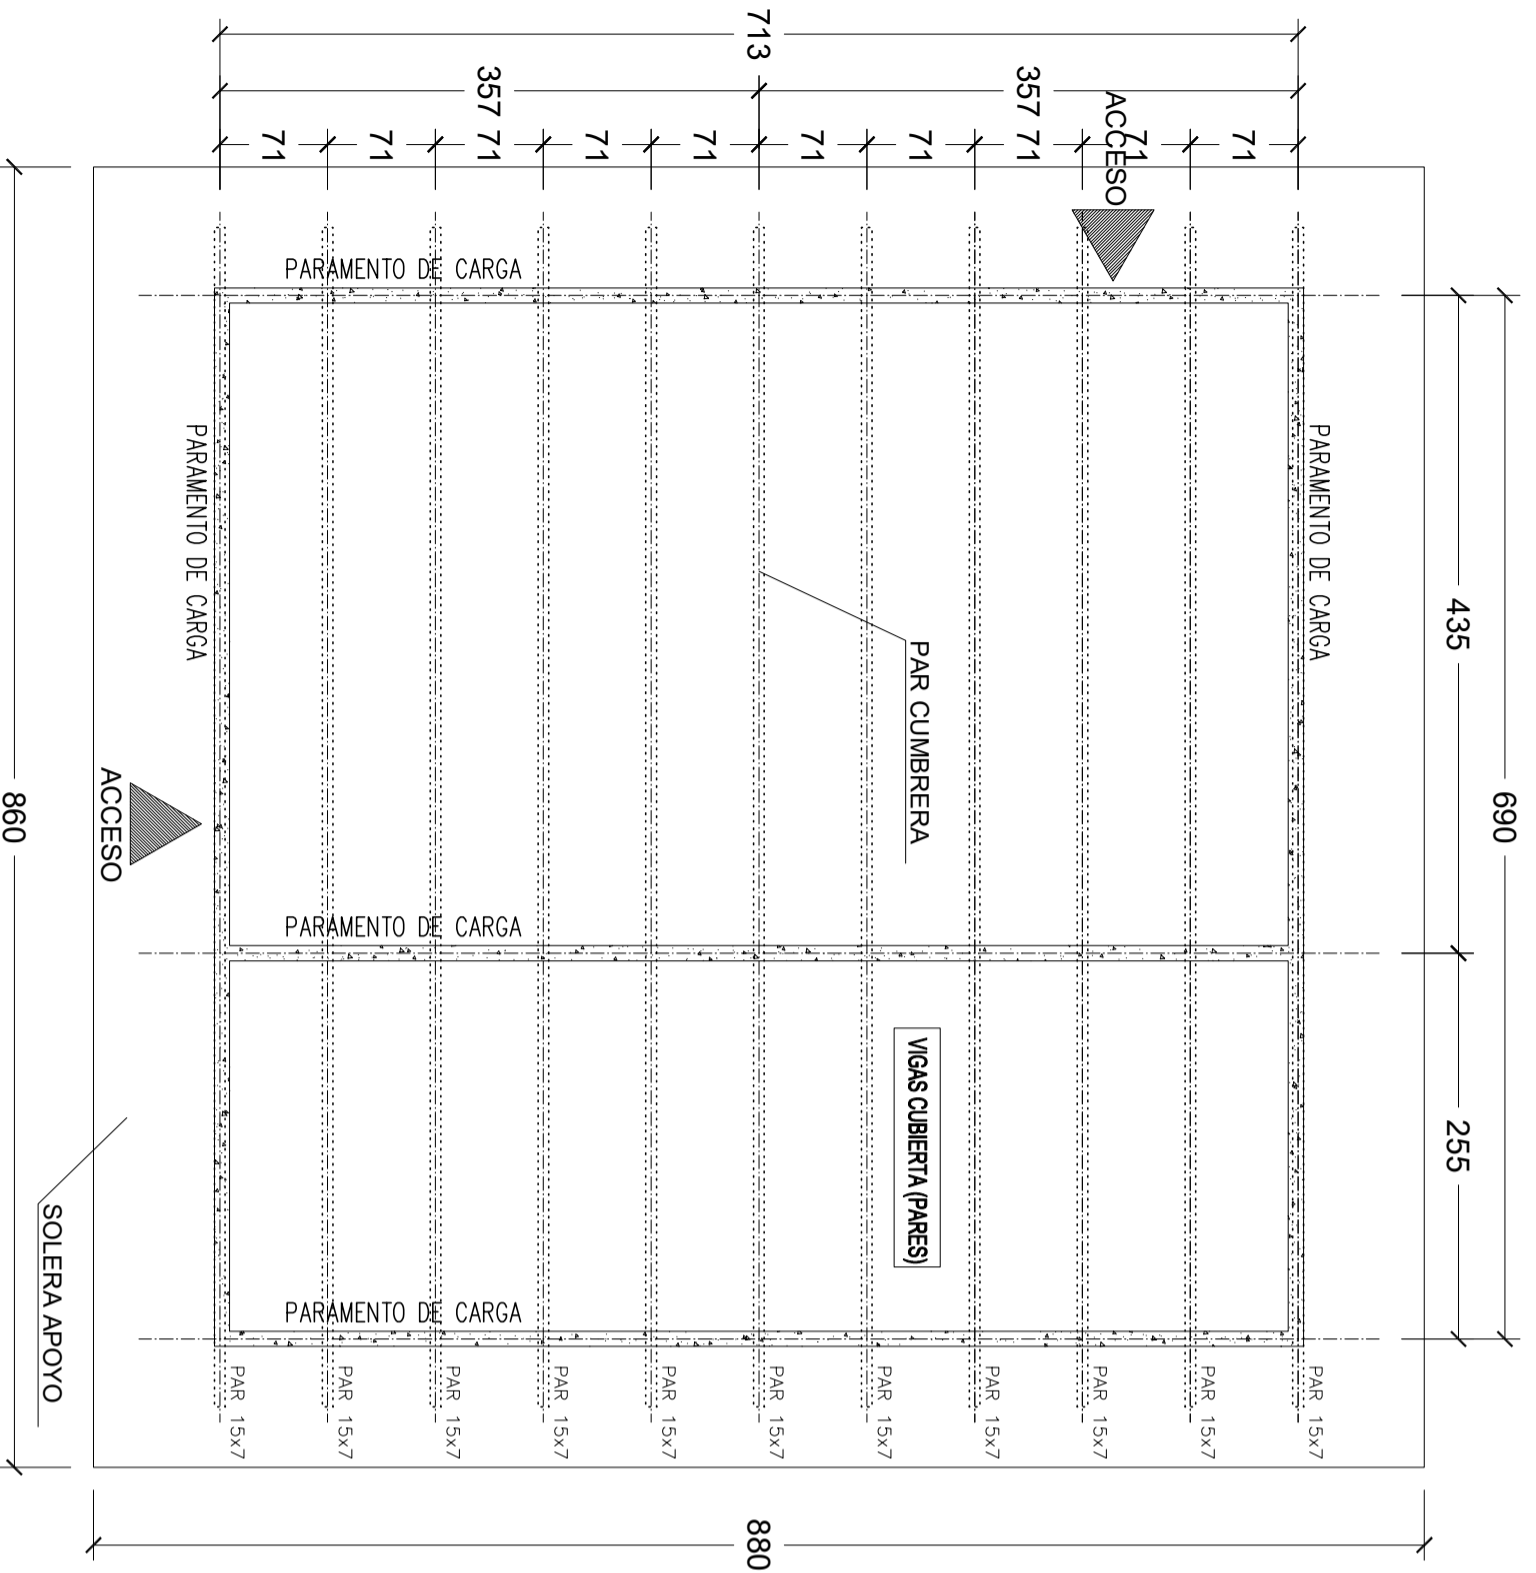 713
357
357
71
71
71
71
71
71
71
71
71
71
ACCESO
PARAMENTO DE CARGA
PARAMENTO DE CARGA
PARAMENTO DE CARGA
435
690
255
PAR CUMBRERA
ACCESO
860
PARAMENTO DE CARGA
VIGAS CUBIERTA (PARES)
PARAMENTO DE CARGA
SOLERA APOYO
PAR 15x7
PAR 15x7
PAR 15x7
PAR 15x7
PAR 15x7
PAR 15x7
PAR 15x7
PAR 15x7
PAR 15x7
PAR 15x7
PAR 15x7
880